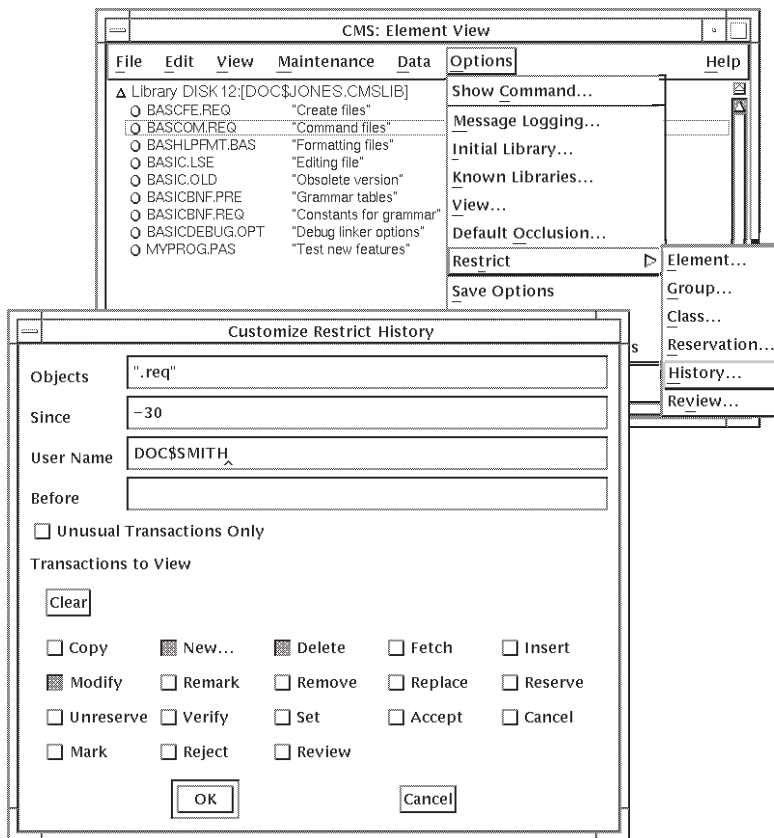 CMS: Element View
File Edit View Maintenance Data Options Help
Library DISK12:[DOC$JONES.CMSLIB]
BASCFE.REQ "Create files"
BASCOM.REQ "Command files"
BASHLPFMT.BAS "Formatting files"
BASIC.LSE "Editing file"
BASIC.OLD "Obsolete version"
BASICBNF.PRE "Grammar tables"
BASICBNF.REQ "Constants for grammar"
BASICDEBUG.OPT "Debug linker options"
MYPROG.PAS "Test new features"
Show Command...
Message Logging...
Initial Library...
Known Libraries...
View...
Default Occlusion...
Restrict
Save Options
s
Element...
Group...
Class...
Reservation...
History...
Review...
Customize Restrict History
Objects ".req"
Since -30
User Name DOC$SMITH
Before
Unusual Transactions Only
Transactions to View
Clear
Copy New... Delete Fetch Insert
Modify Remark Remove Replace Reserve
Unreserve Verify Set Accept Cancel
Mark Reject Review
OK Cancel